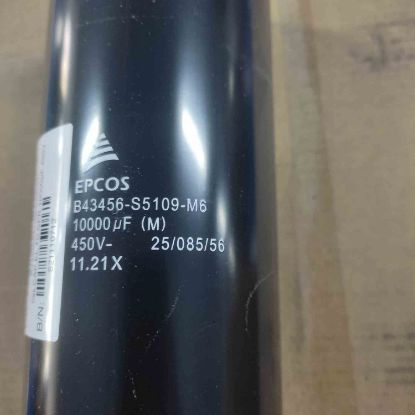 EPCOS
B43456-S5109-M6
10000µF (M)
450V- 25/085/56
11.21X
B/N: